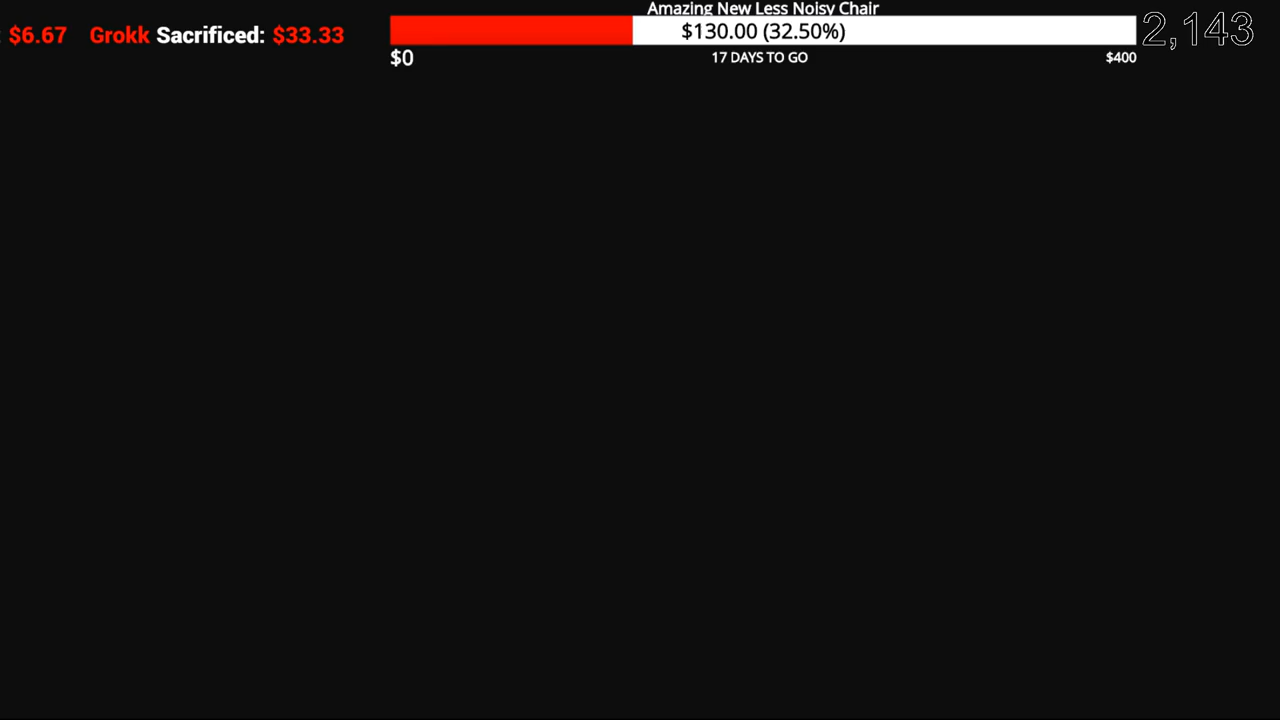 Amazing New Less Noisy Chair
: $6.67 Grokk Sacrificed: $33.33
$130.00 (32.50%)
2,143
$0
17 DAYS TO GO
$400